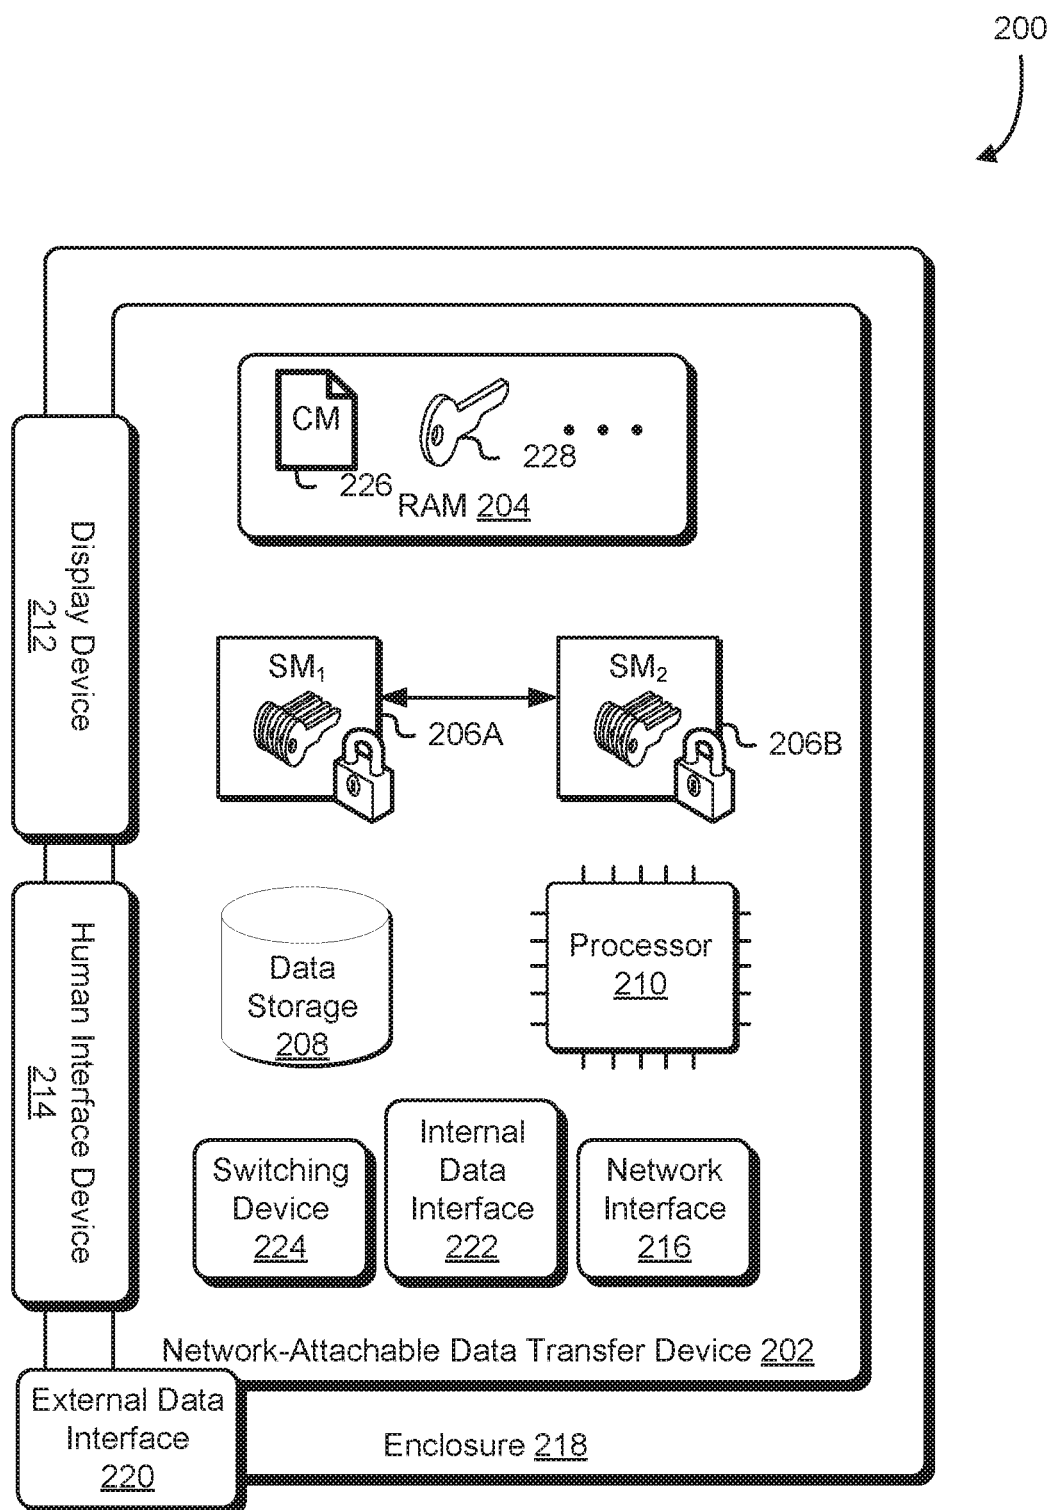 200
CM
226
228
RAM 204
Display Device
212
SM₁
206A
SM₂
206B
Human Interface Device
214
Data
Storage
208
Processor
210
Switching
Device
224
Internal
Data
Interface
222
Network
Interface
216
Network-Attachable Data Transfer Device 202
External Data
Interface
220
Enclosure 218